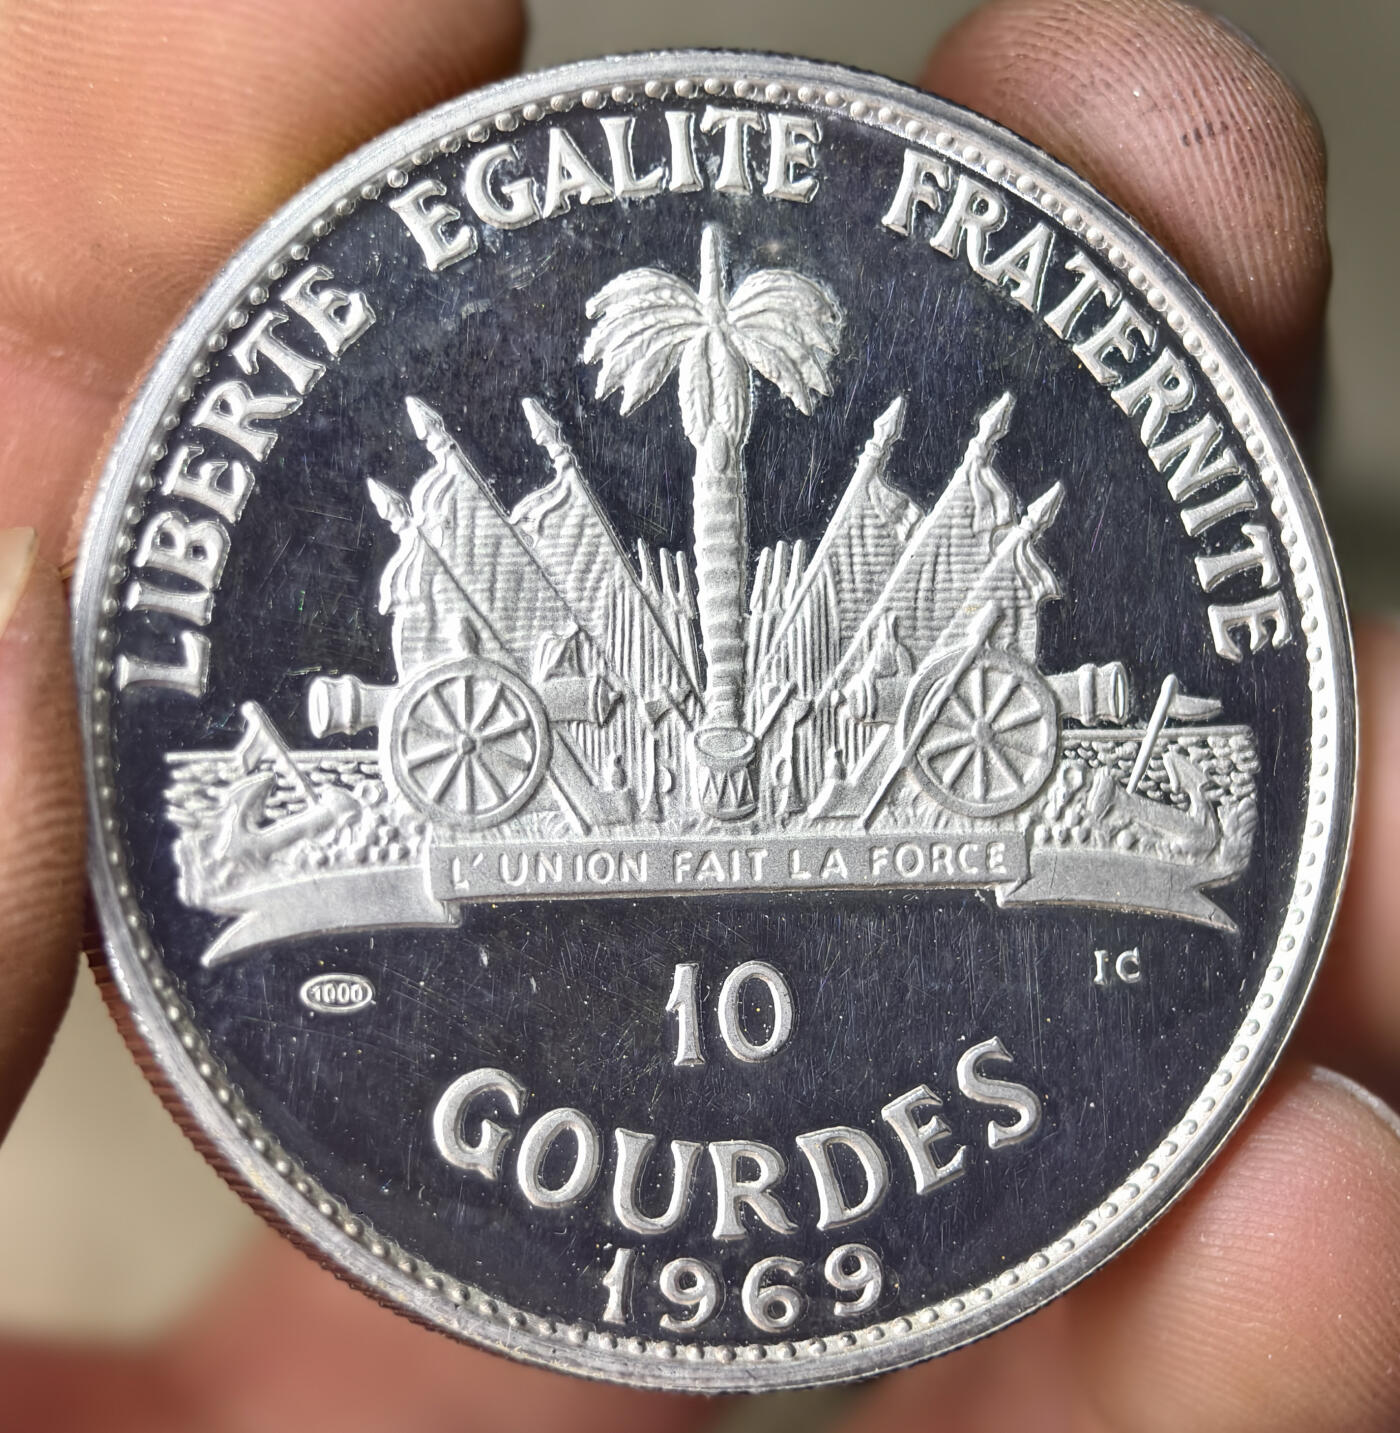 LIBERTE EGALITE FRATERNITE
L'UNION FAIT LA FORCE
1000
IC
10
GOURDES
1969